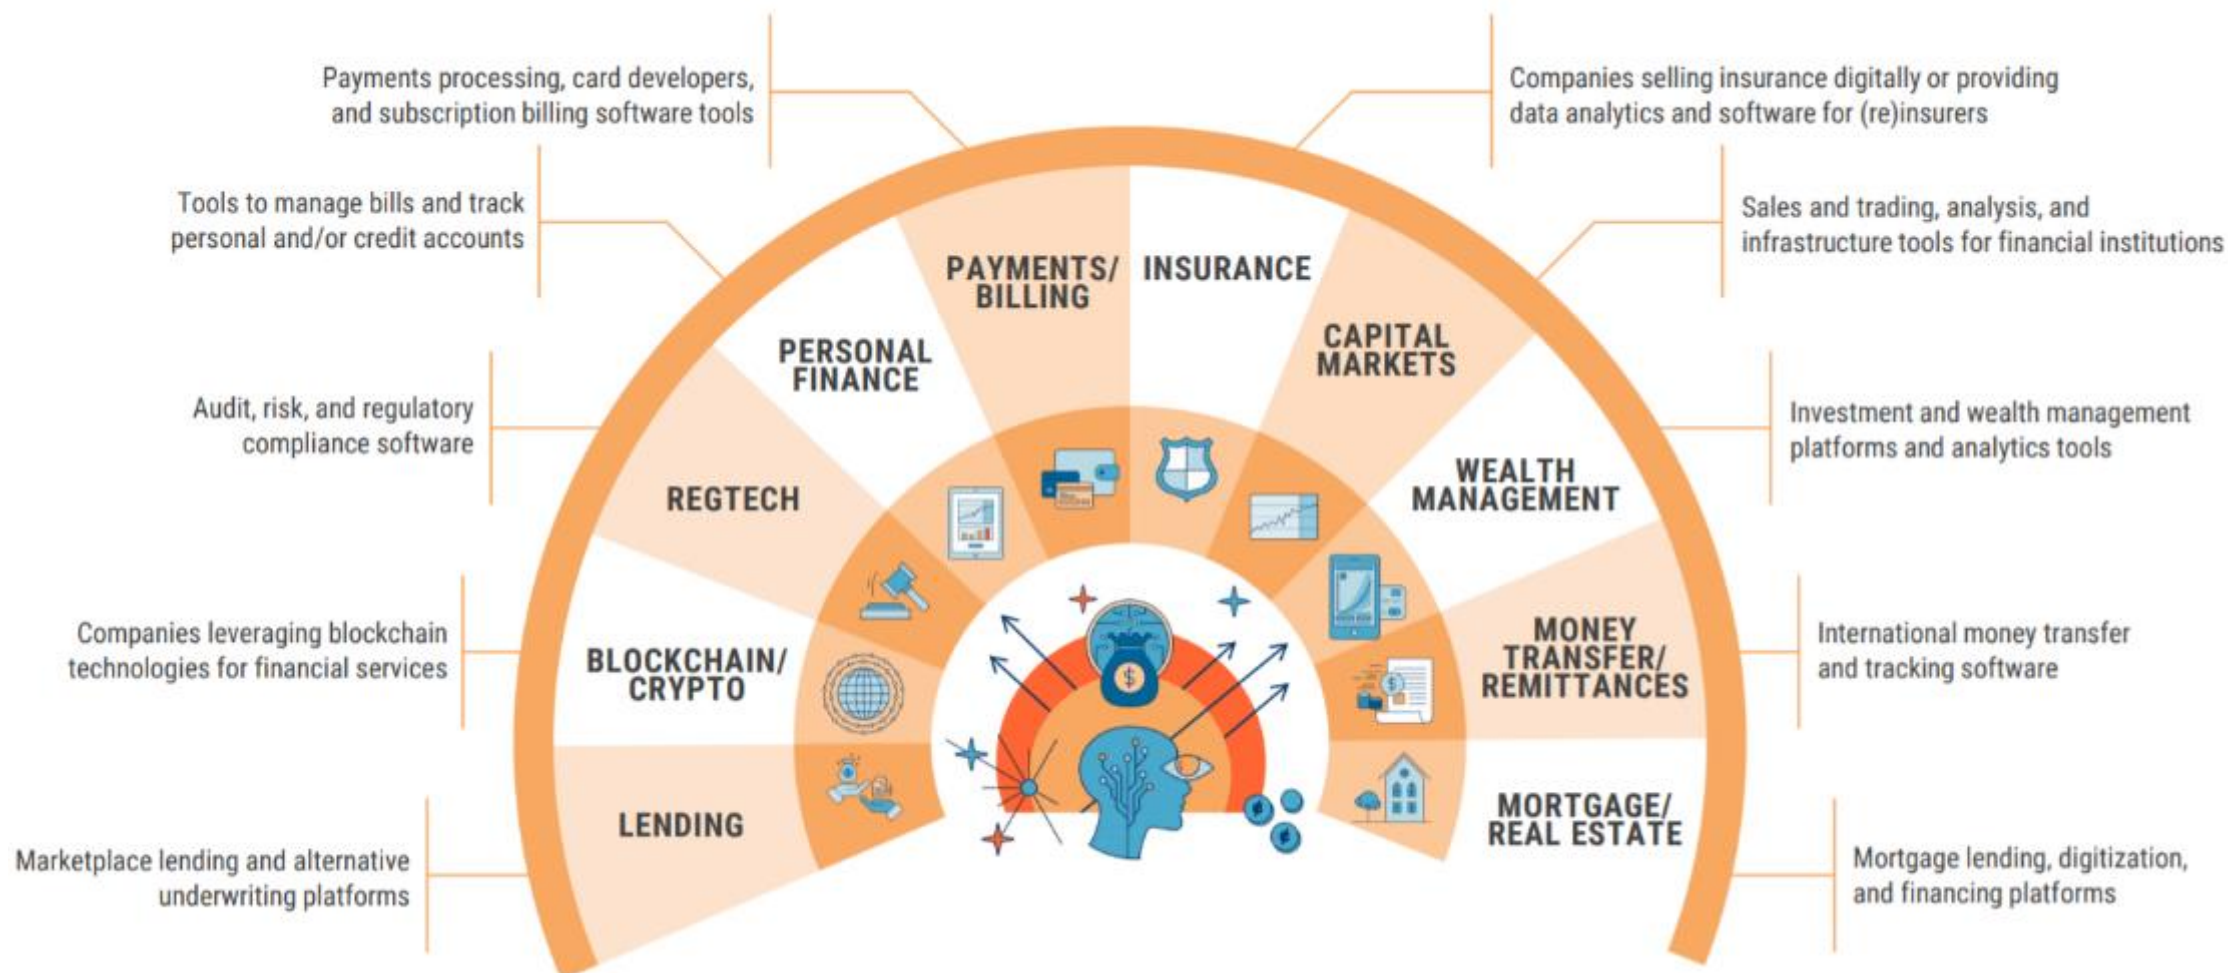 Payments processing, card developers,
and subscription billing software tools
Companies selling insurance digitally or providing
data analytics and software for (re)insurers
Tools to manage bills and track
personal and/or credit accounts
Sales and trading, analysis, and
infrastructure tools for financial institutions
Audit, risk, and regulatory
compliance software
Investment and wealth management
platforms and analytics tools
Companies leveraging blockchain
technologies for financial services
International money transfer
and tracking software
Marketplace lending and alternative
underwriting platforms
Mortgage lending, digitization,
and financing platforms
LENDING
BLOCKCHAIN/
CRYPTO
REGTECH
PERSONAL
FINANCE
PAYMENTS/
BILLING
INSURANCE
CAPITAL
MARKETS
WEALTH
MANAGEMENT
MONEY
TRANSFER/
REMITTANCES
MORTGAGE/
REAL ESTATE
$
$